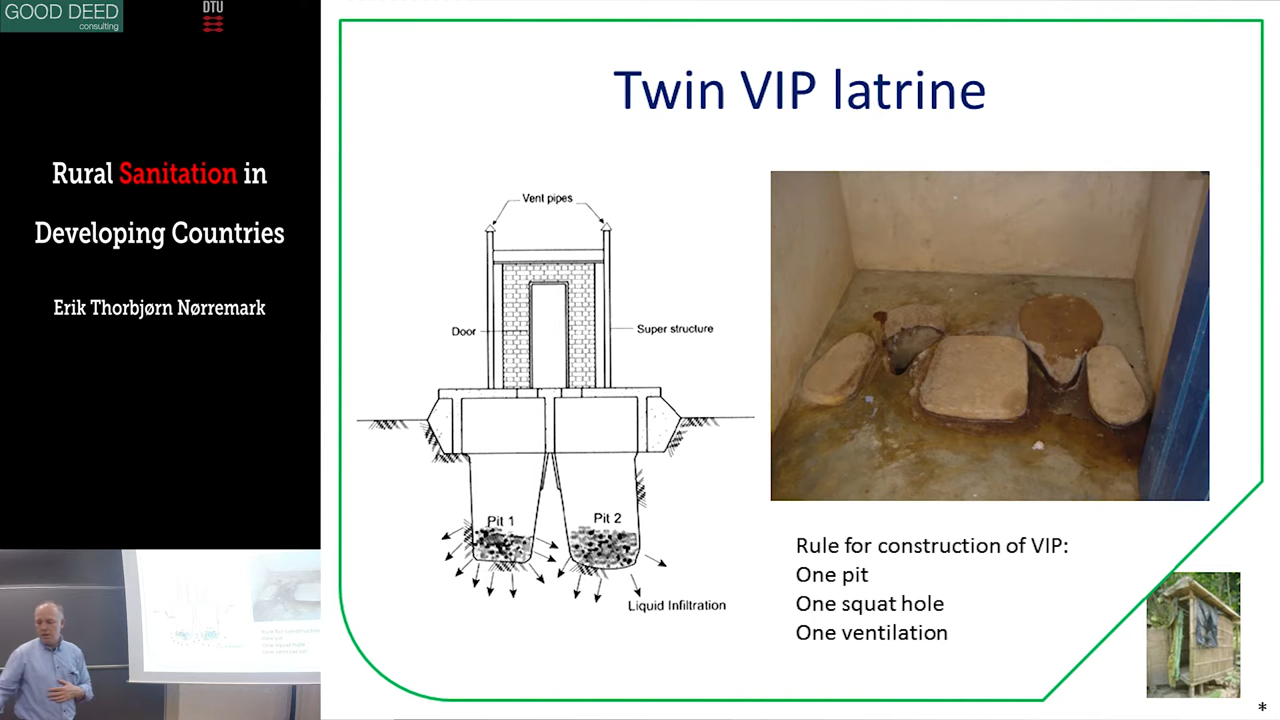 GOOD DEED
consulting
DTU
Rural Sanitation in
Developing Countries
Erik Thorbjørn Nørremark
Twin VIP latrine
Vent pipes
Door
Super structure
Pit 1
Pit 2
Liquid Infiltration
Rule for construction of VIP:
One pit
One squat hole
One ventilation
*